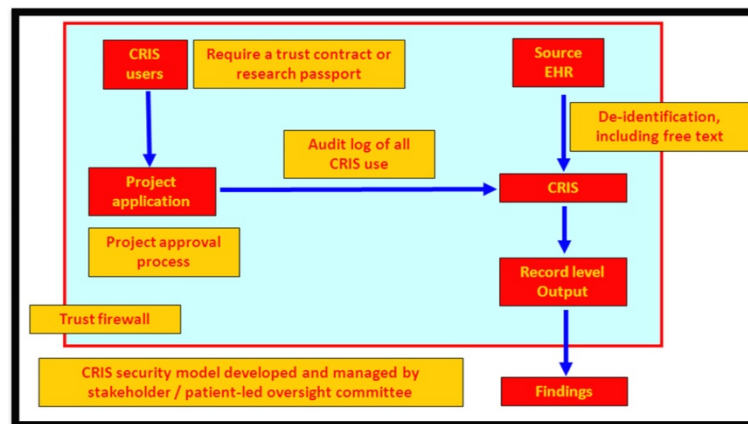 CRIS
users
Require a trust contract or
research passport
Source
EHR
De-identification,
including free text
Audit log of all
CRIS use
Project
application
CRIS
Project approval
process
Record level
Output
Trust firewall
CRIS security model developed and managed by
stakeholder / patient-led oversight committee
Findings